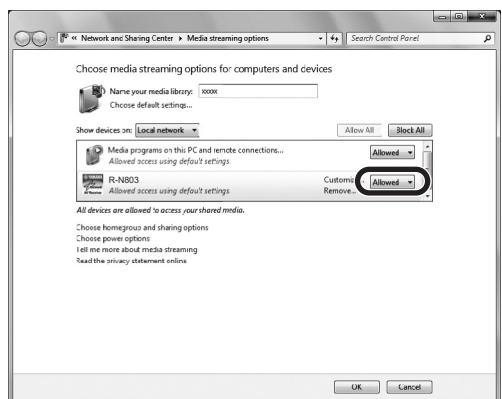 « Network and Sharing Center ▸ Media streaming options
Search Control Panel
Choose media streaming options for computers and devices
Name your media library: xxxxx
Choose default settings...
Show devices on: Local network
Allow All
Block All
Media programs on this PC and remote connections...
Allowed access using default settings
Allowed
R-N803
Allowed access using default settings
Customize...
Remove...
Allowed
All devices are allowed to access your shared media.
Choose homegroup and sharing options
Choose power options
Tell me more about media streaming
Read the privacy statement online
OK
Cancel